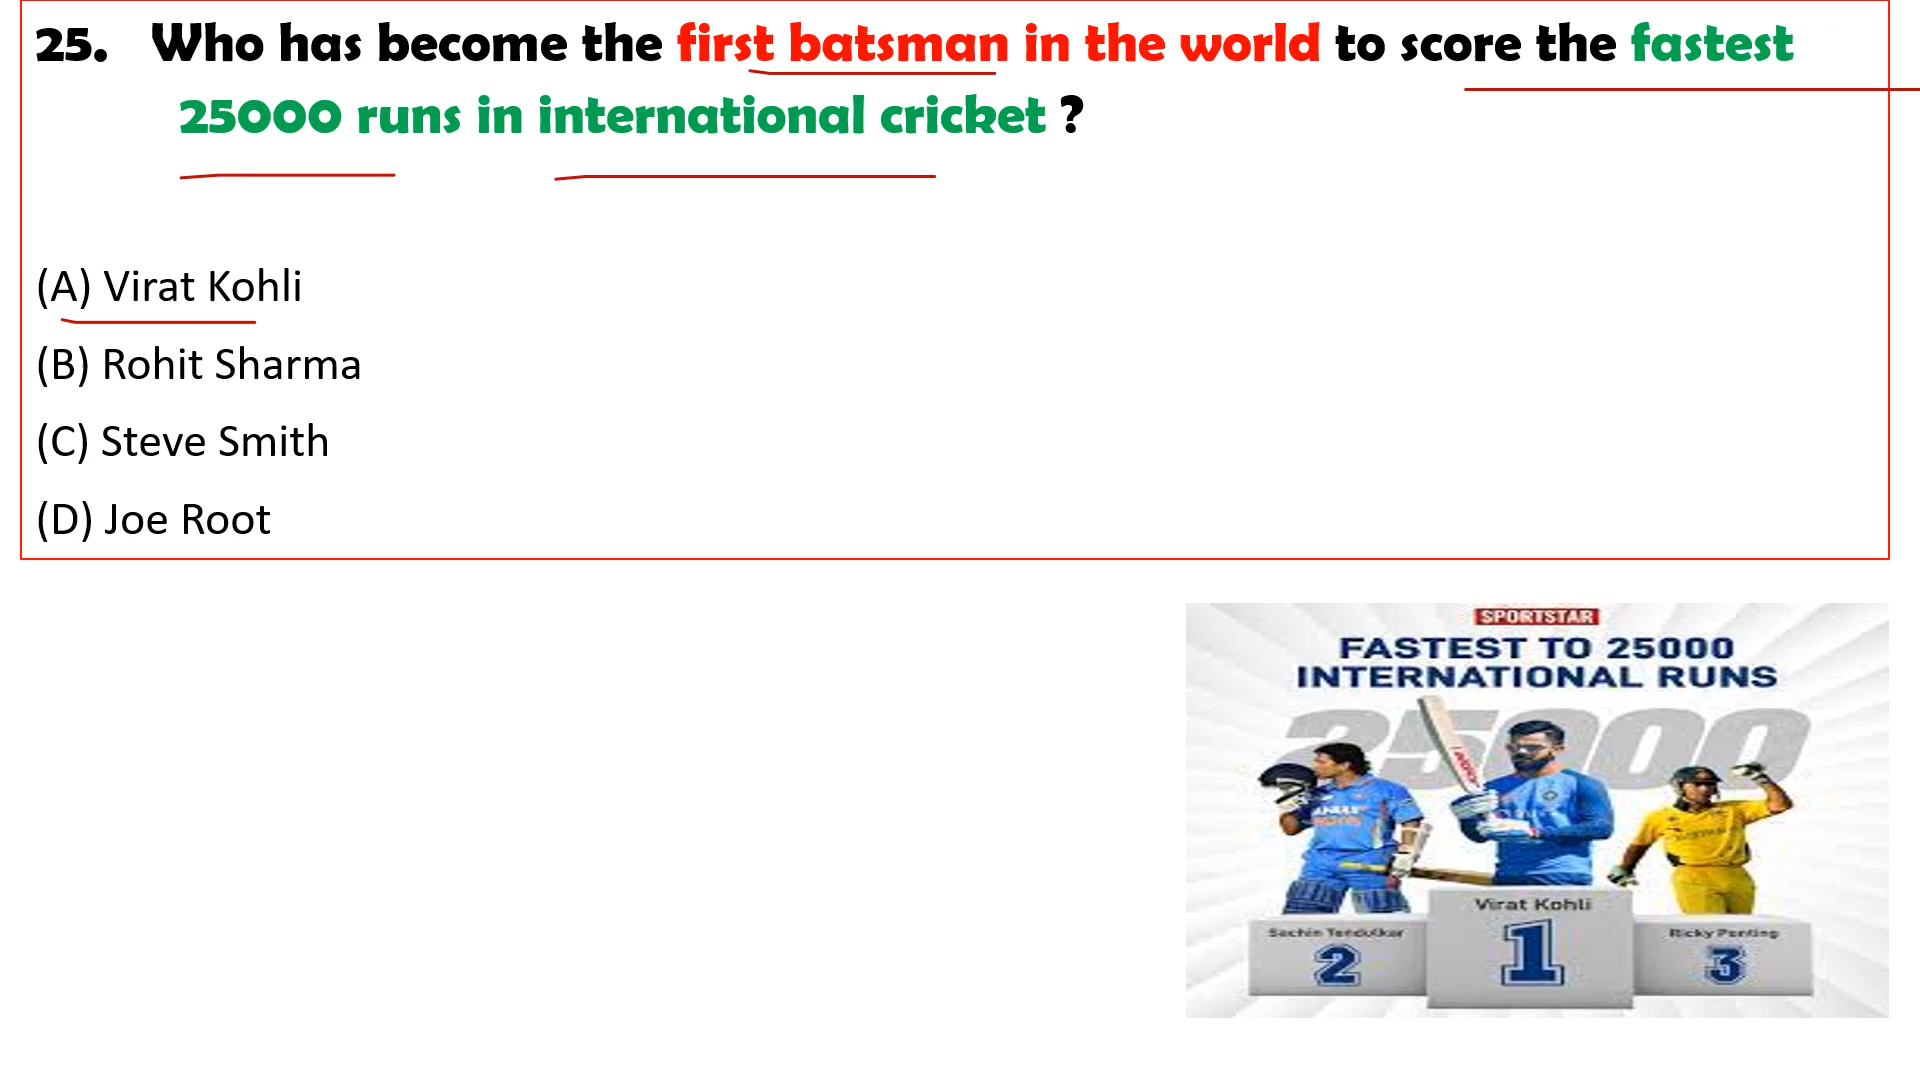 25. Who has become the first batsman in the world to score the fastest
25000 runs in international cricket ?
(A) Virat Kohli
(B) Rohit Sharma
(C) Steve Smith
(D) Joe Root
SPORTSTAR
FASTEST TO 25000
INTERNATIONAL RUNS
25000
Virat Kohli
1
Sachin Tendulkar
2
Ricky Ponting
3